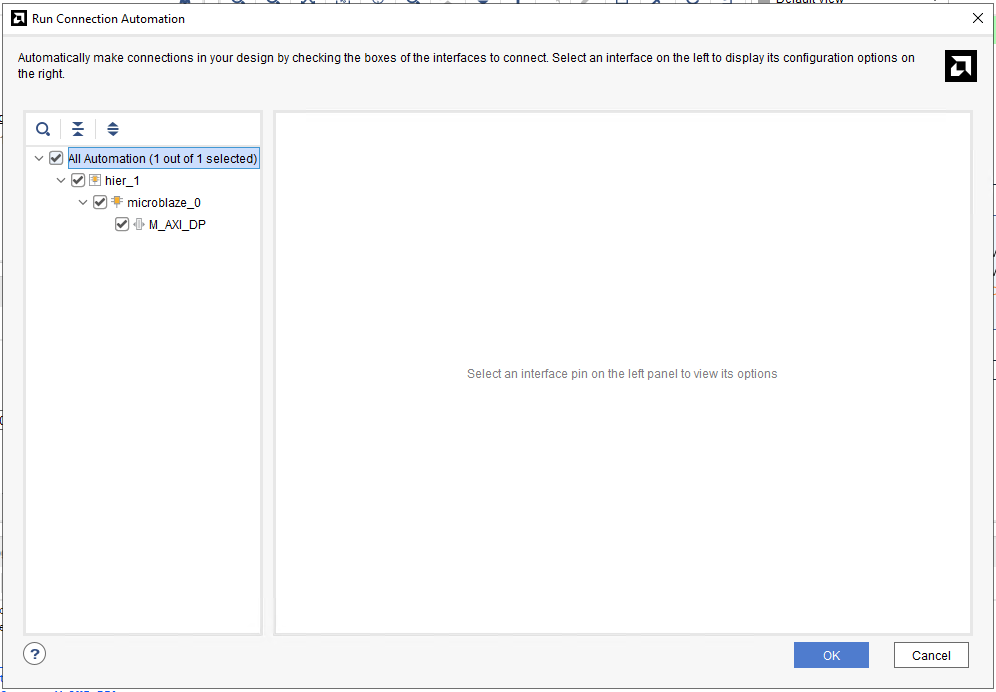 Default View
Run Connection Automation
Automatically make connections in your design by checking the boxes of the interfaces to connect. Select an interface on the left to display its configuration options on
the right.
All Automation (1 out of 1 selected)
hier_1
microblaze_0
M_AXI_DP
Select an interface pin on the left panel to view its options
?
OK
Cancel